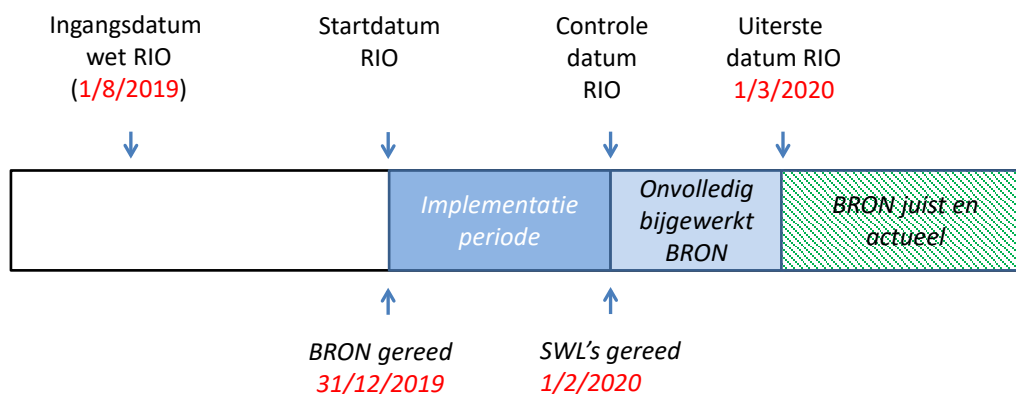 Ingangsdatum
wet RIO
(1/8/2019)
Startdatum
RIO
Controle
datum
RIO
Uiterste
datum RIO
1/3/2020
Implementatie
periode
Onvolledig
bijgewerkt
BRON
BRON juist en
actueel
BRON gereed
31/12/2019
SWL's gereed
1/2/2020